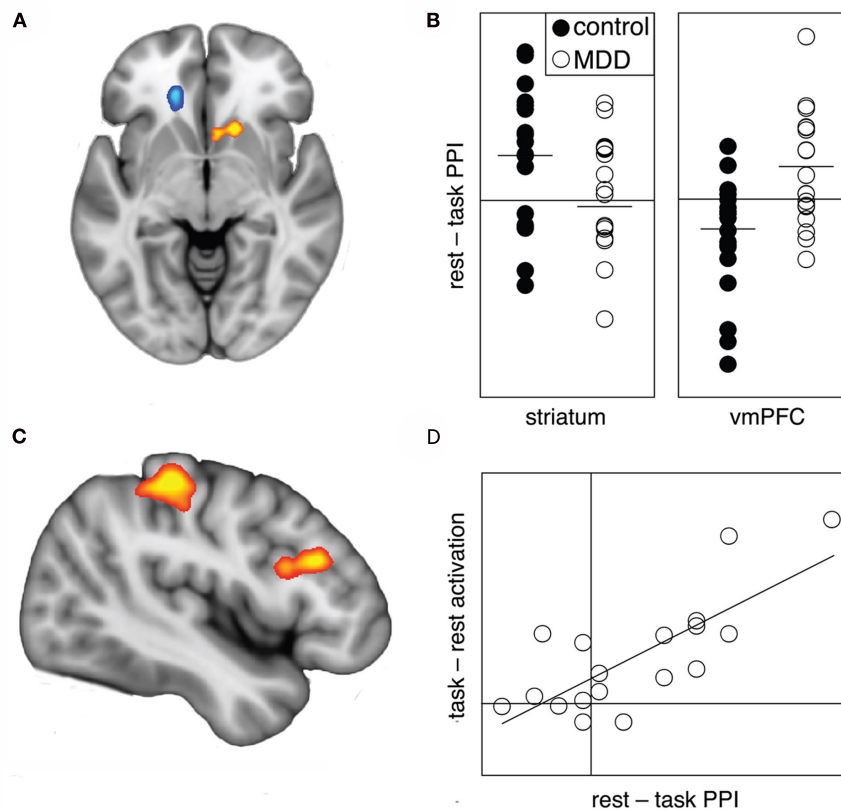 A
B
control
MDD
rest – task PPI
striatum
vmPFC
C
D
task – rest activation
rest – task PPI